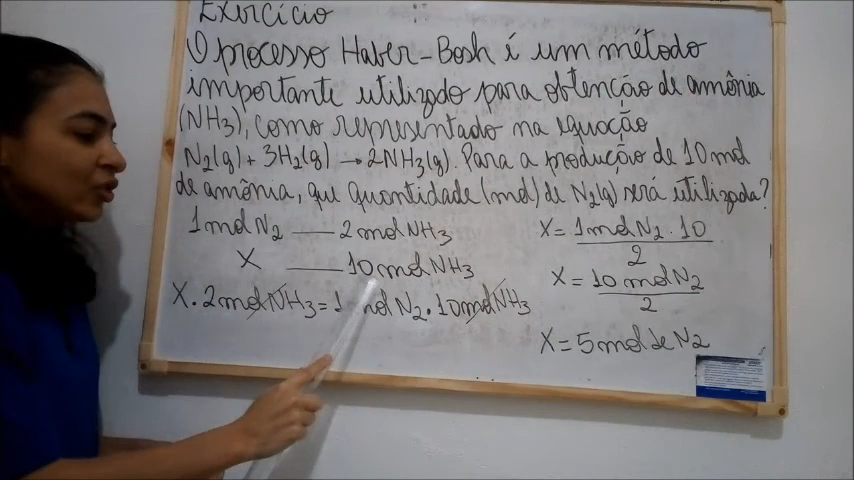 Exercício
O processo Haber-Bosh é um método
importante utilizado para obtenção de amônia
(NH3), como representado na equação
N2(g) + 3H2(g) → 2NH3(g). Para a produção de 10 mol
de amônia, que quantidade (mol) de N2(g) será utilizada?
1 mol N2 —— 2 mol NH3
X —— 10 mol NH3
X . 2 mol NH3 = 1 mol N2 . 10 mol NH3
X = 1 mol N2 . 10
2
X = 10 mol N2
2
X = 5 mol de N2